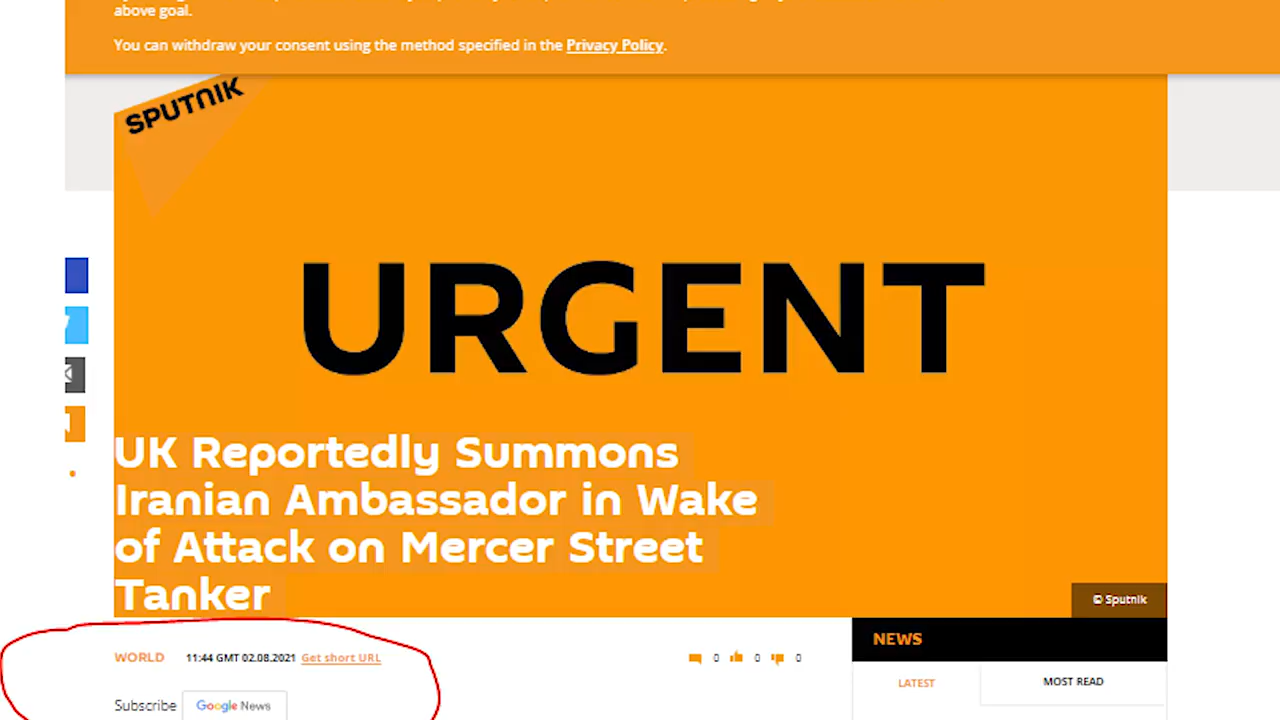 above goal.
You can withdraw your consent using the method specified in the Privacy Policy.
SPUTNIK
URGENT
UK Reportedly Summons
Iranian Ambassador in Wake
of Attack on Mercer Street
Tanker
© Sputnik
WORLD 11:44 GMT 02.08.2021 Get short URL
0 0 0
NEWS
LATEST MOST READ
Subscribe Google News